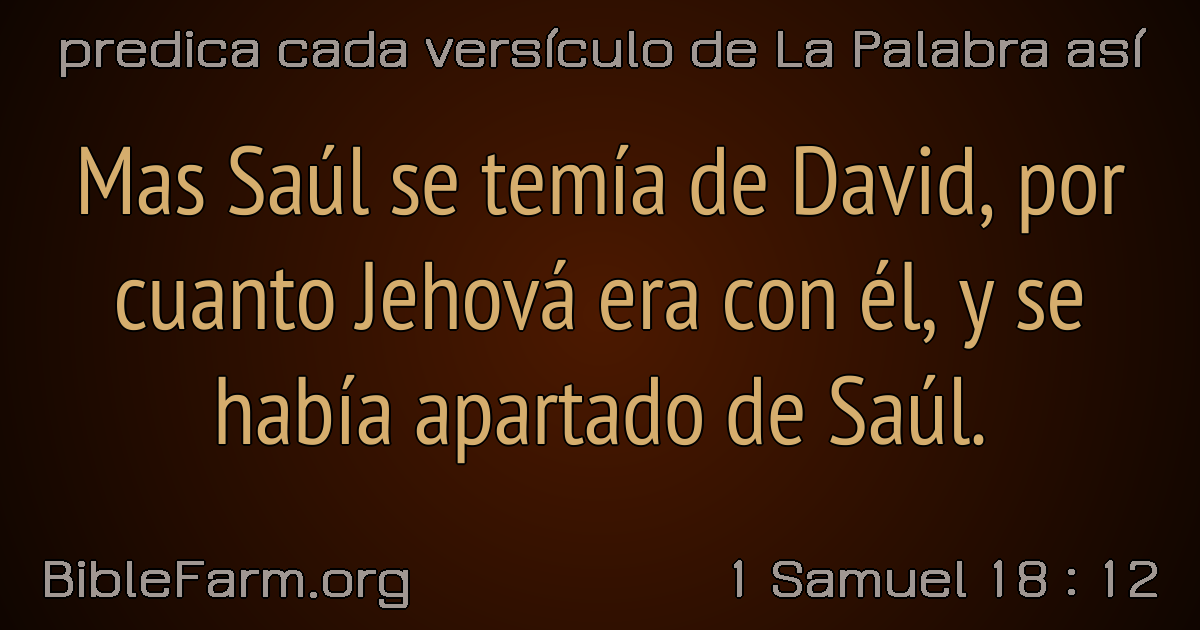 predica cada versículo de La Palabra así
Mas Saúl se temía de David, por
cuanto Jehová era con él, y se
había apartado de Saúl.
BibleFarm.org
1 Samuel 18 : 12